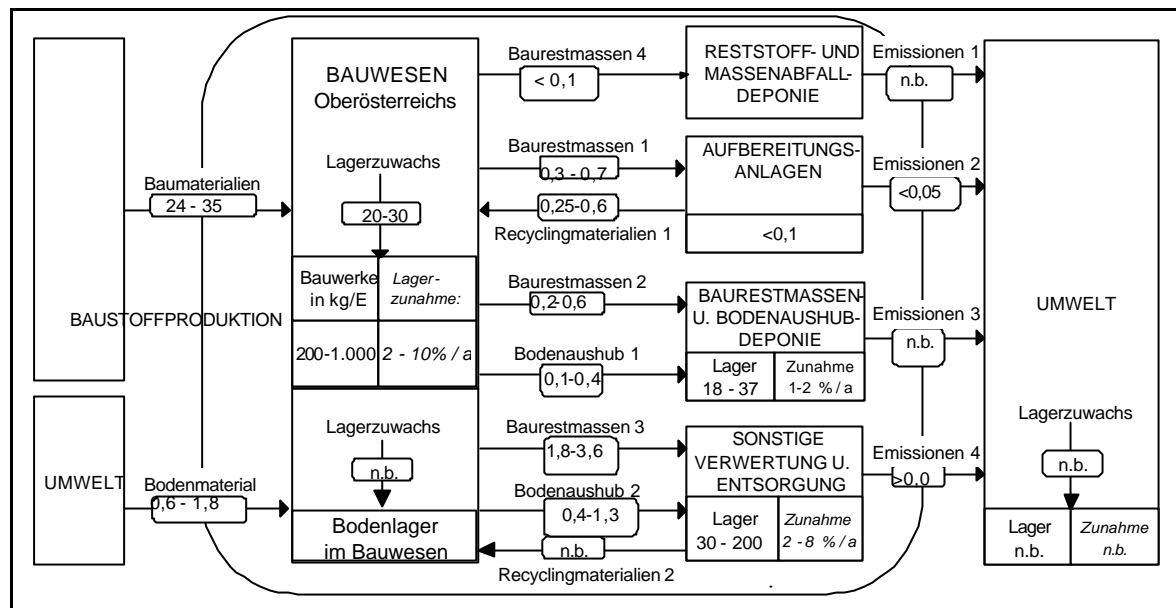 BAUSTOFFPRODUKTION
UMWELT
Baumaterialien
24 - 35
Bodenmaterial
0,6 - 1,8
BAUWESEN
Oberösterreichs
Lagerzuwachs
20-30
Bauwerke
in kg/E
Lager-
zunahme:
200-1.000
2 - 10% / a
Lagerzuwachs
n.b.
Bodenlager
im Bauwesen
Baurestmassen 4
< 0,1
Baurestmassen 1
0,3 - 0,7
0,25-0,6
Recyclingmaterialien 1
Baurestmassen 2
0,2-0,6
Bodenaushub 1
0,1-0,4
Baurestmassen 3
1,8-3,6
Bodenaushub 2
0,4-1,3
n.b.
Recyclingmaterialien 2
RESTSTOFF- UND
MASSENABFALL-
DEPONIE
AUFBEREITUNGS-
ANLAGEN
<0,1
BAURESTMASSEN-
U. BODENAUSHUB-
DEPONIE
Lager
18 - 37
Zunahme
1-2 % / a
SONSTIGE
VERWERTUNG U.
ENTSORGUNG
Lager
30 - 200
Zunahme
2 -8 % / a
Emissionen 1
n.b.
Emissionen 2
<0,05
Emissionen 3
n.b.
Emissionen 4
>0,0
UMWELT
Lagerzuwachs
n.b.
Lager
n.b.
Zunahme
n.b.